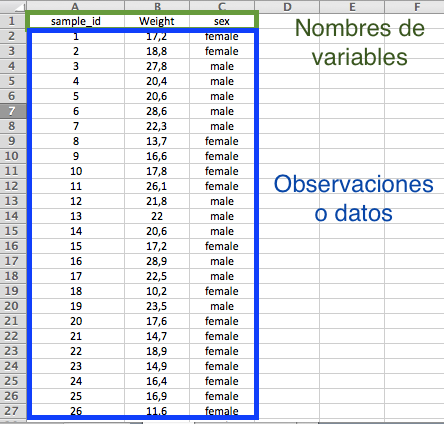 A B C D E F
1 sample_id Weight sex
2 1 17,2 female
3 2 18,8 female
4 3 27,8 male
5 4 20,4 male
6 5 20,6 male
7 6 28,6 male
8 7 22,3 male
9 8 13,7 female
10 9 16,6 female
11 10 17,8 female
12 11 26,1 female
13 12 21,8 male
14 13 22 male
15 14 20,6 male
16 15 17,2 female
17 16 28,9 male
18 17 22,5 male
19 18 10,2 female
20 19 23,5 male
21 20 17,6 female
22 21 14,7 female
23 22 18,9 female
24 23 14,9 female
25 24 16,4 female
26 25 16,9 female
27 26 11,6 female
Nombres de
variables
Observaciones
o datos